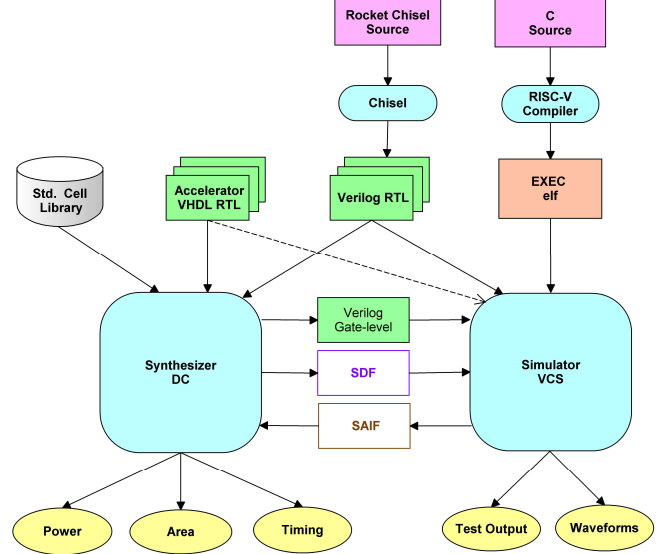 Rocket Chisel
Source
C
Source
Chisel
RISC-V
Compiler
Std. Cell
Library
Accelerator
VHDL RTL
Verilog RTL
EXEC
elf
Verilog
Gate-level
Synthesizer
DC
SDF
Simulator
VCS
SAIF
Power
Area
Timing
Test Output
Waveforms